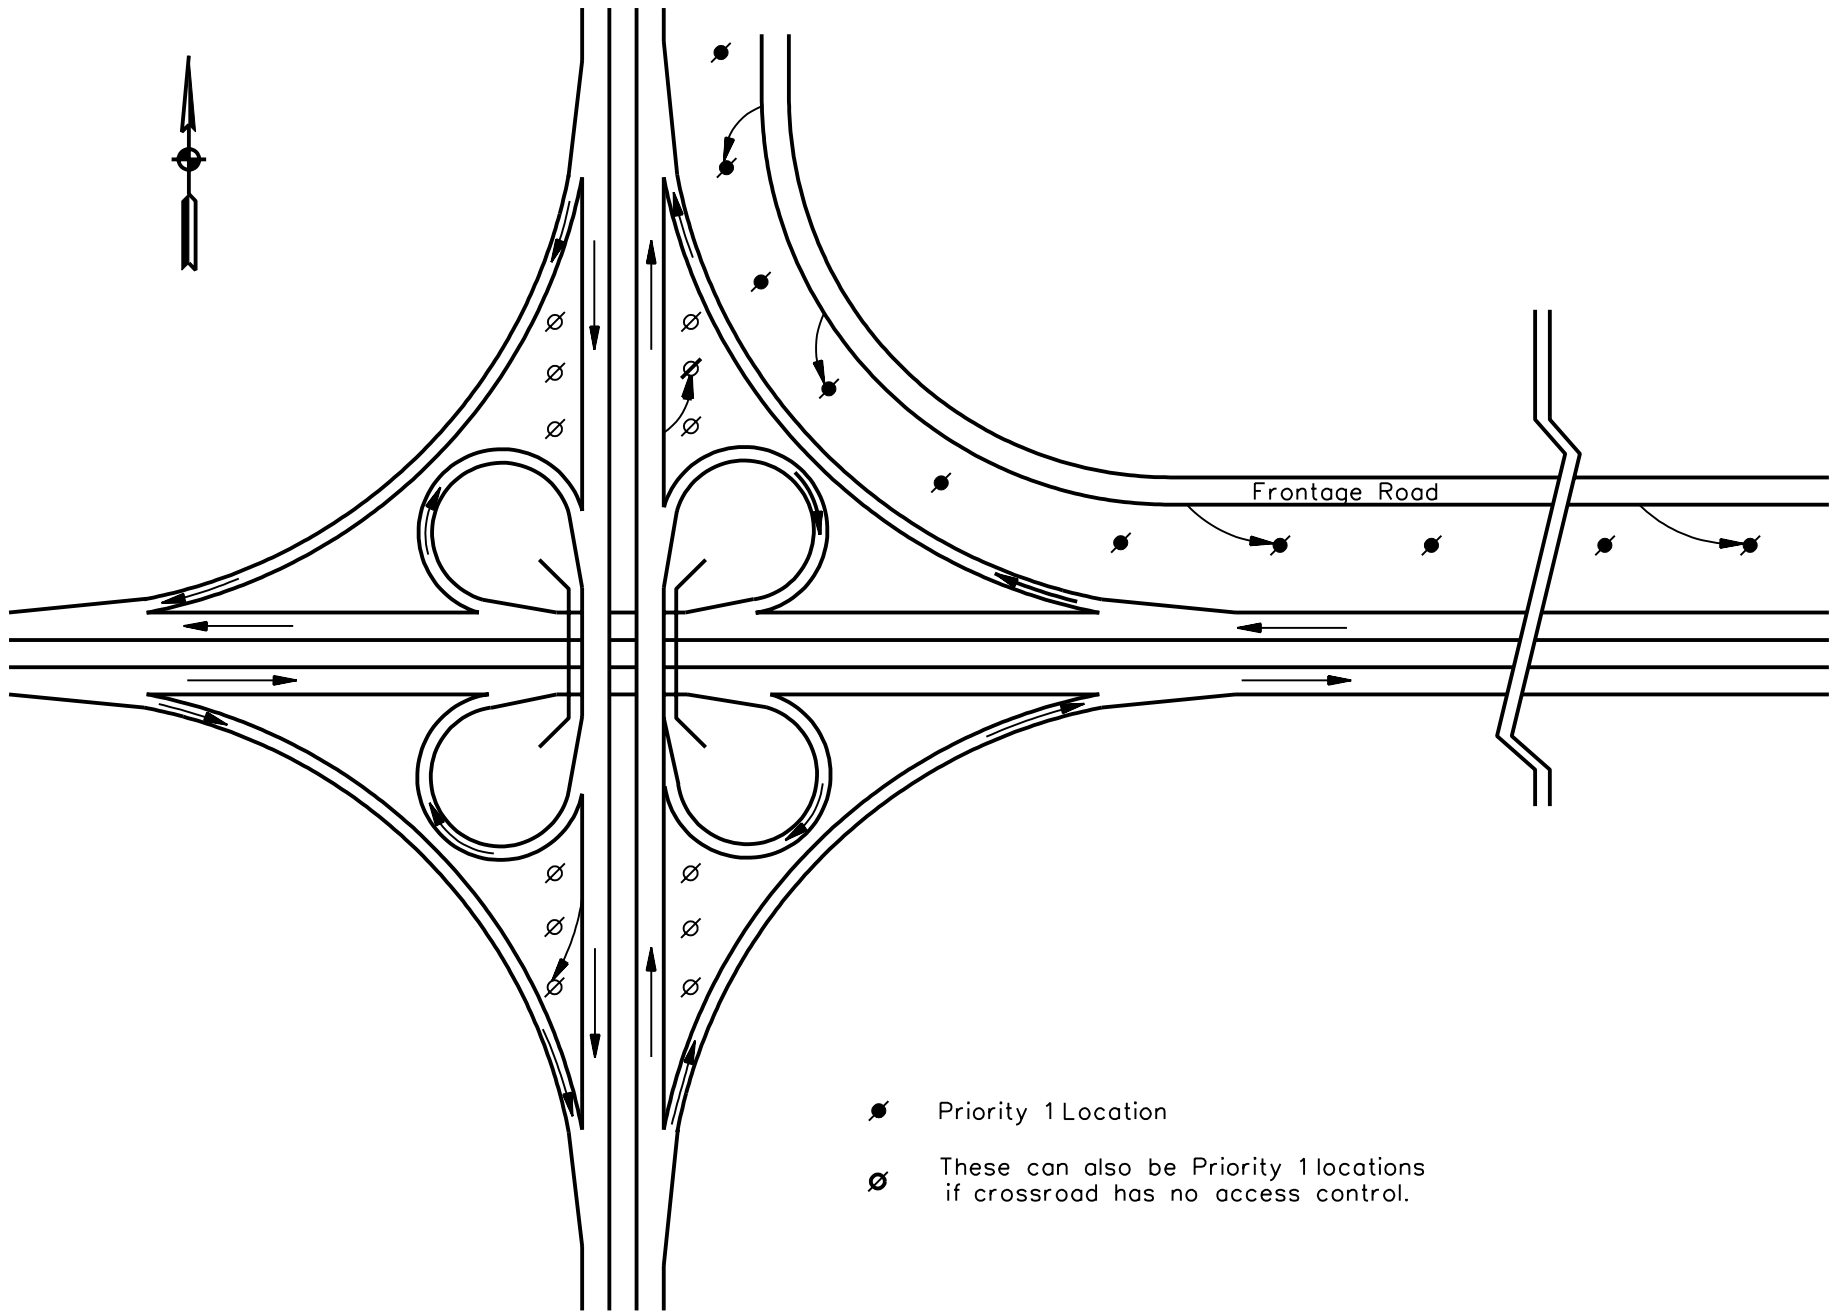 Frontage Road
Priority 1 Location
These can also be Priority 1 locations
if crossroad has no access control.